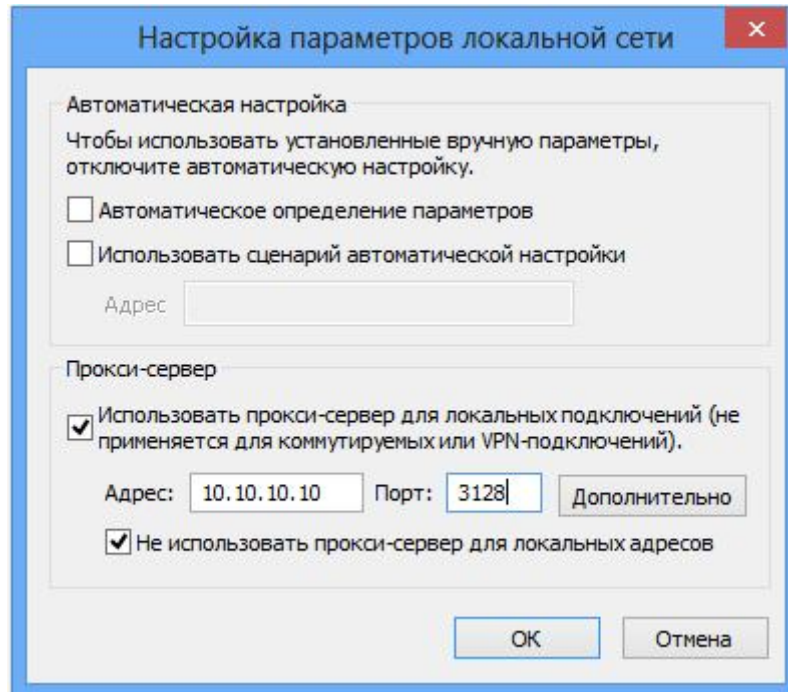 Настройка параметров локальной сети
Автоматическая настройка
Чтобы использовать установленные вручную параметры,
отключите автоматическую настройку.
Автоматическое определение параметров
Использовать сценарий автоматической настройки
Адрес
Прокси-сервер
Использовать прокси-сервер для локальных подключений (не
применяется для коммутируемых или VPN-подключений).
Адрес: 10.10.10.10 Порт: 3128 Дополнительно
Не использовать прокси-сервер для локальных адресов
ОК Отмена